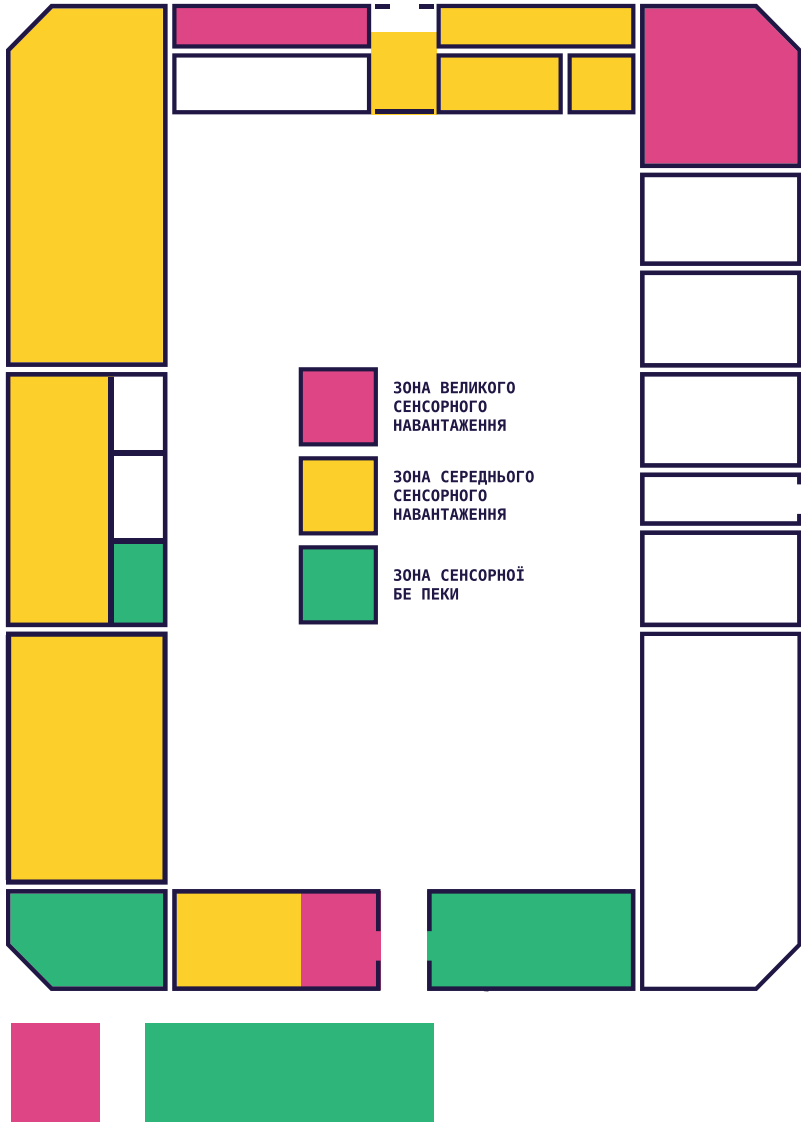 ЗОНА ВЕЛИКОГО
СЕНСОРНОГО
НАВАНТАЖЕННЯ
ЗОНА СЕРЕДНЬОГО
СЕНСОРНОГО
НАВАНТАЖЕННЯ
ЗОНА СЕНСОРНОЇ
БЕ ПЕКИ